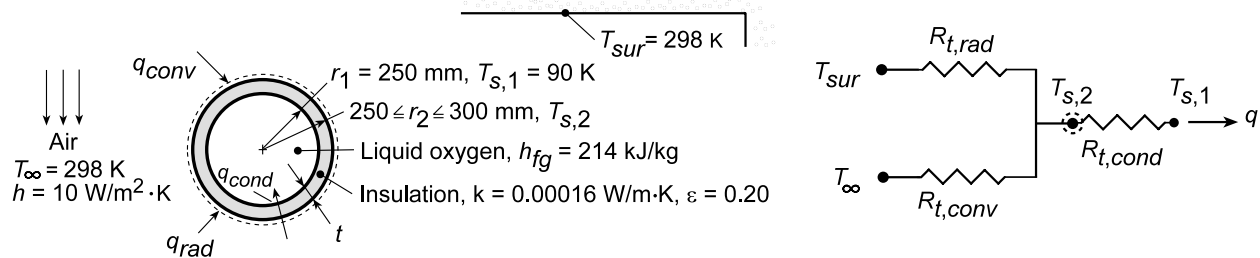 T_sur = 298 K
q_conv
r_1 = 250 mm, T_s,1 = 90 K
250 ≤ r_2 ≤ 300 mm, T_s,2
Air
T_∞ = 298 K
h = 10 W/m²·K
Liquid oxygen, h_fg = 214 kJ/kg
q_cond
Insulation, k = 0.00016 W/m·K, ε = 0.20
q_rad
t
R_t,rad
T_sur
T_s,2
T_s,1
q
R_t,cond
T_∞
R_t,conv